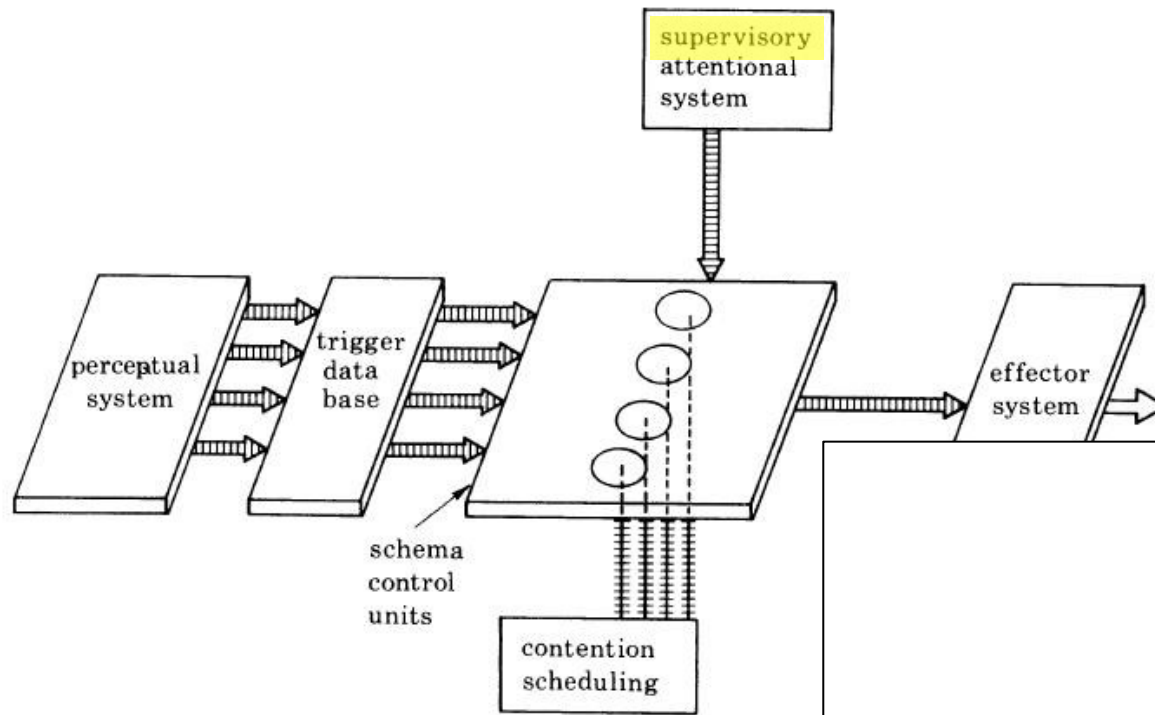 supervisory
attentional
system
perceptual
system
trigger
data
base
effector
system
schema
control
units
contention
scheduling